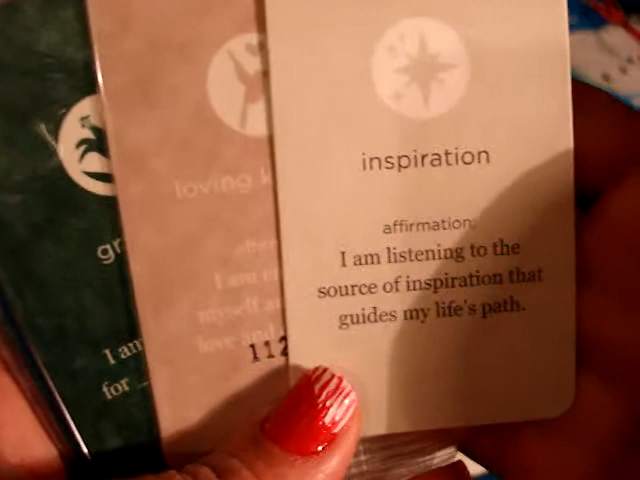 inspiration
affirmation:
I am listening to the
source of inspiration that
guides my life's path.
loving
I am
myself
love and
112
I am
for